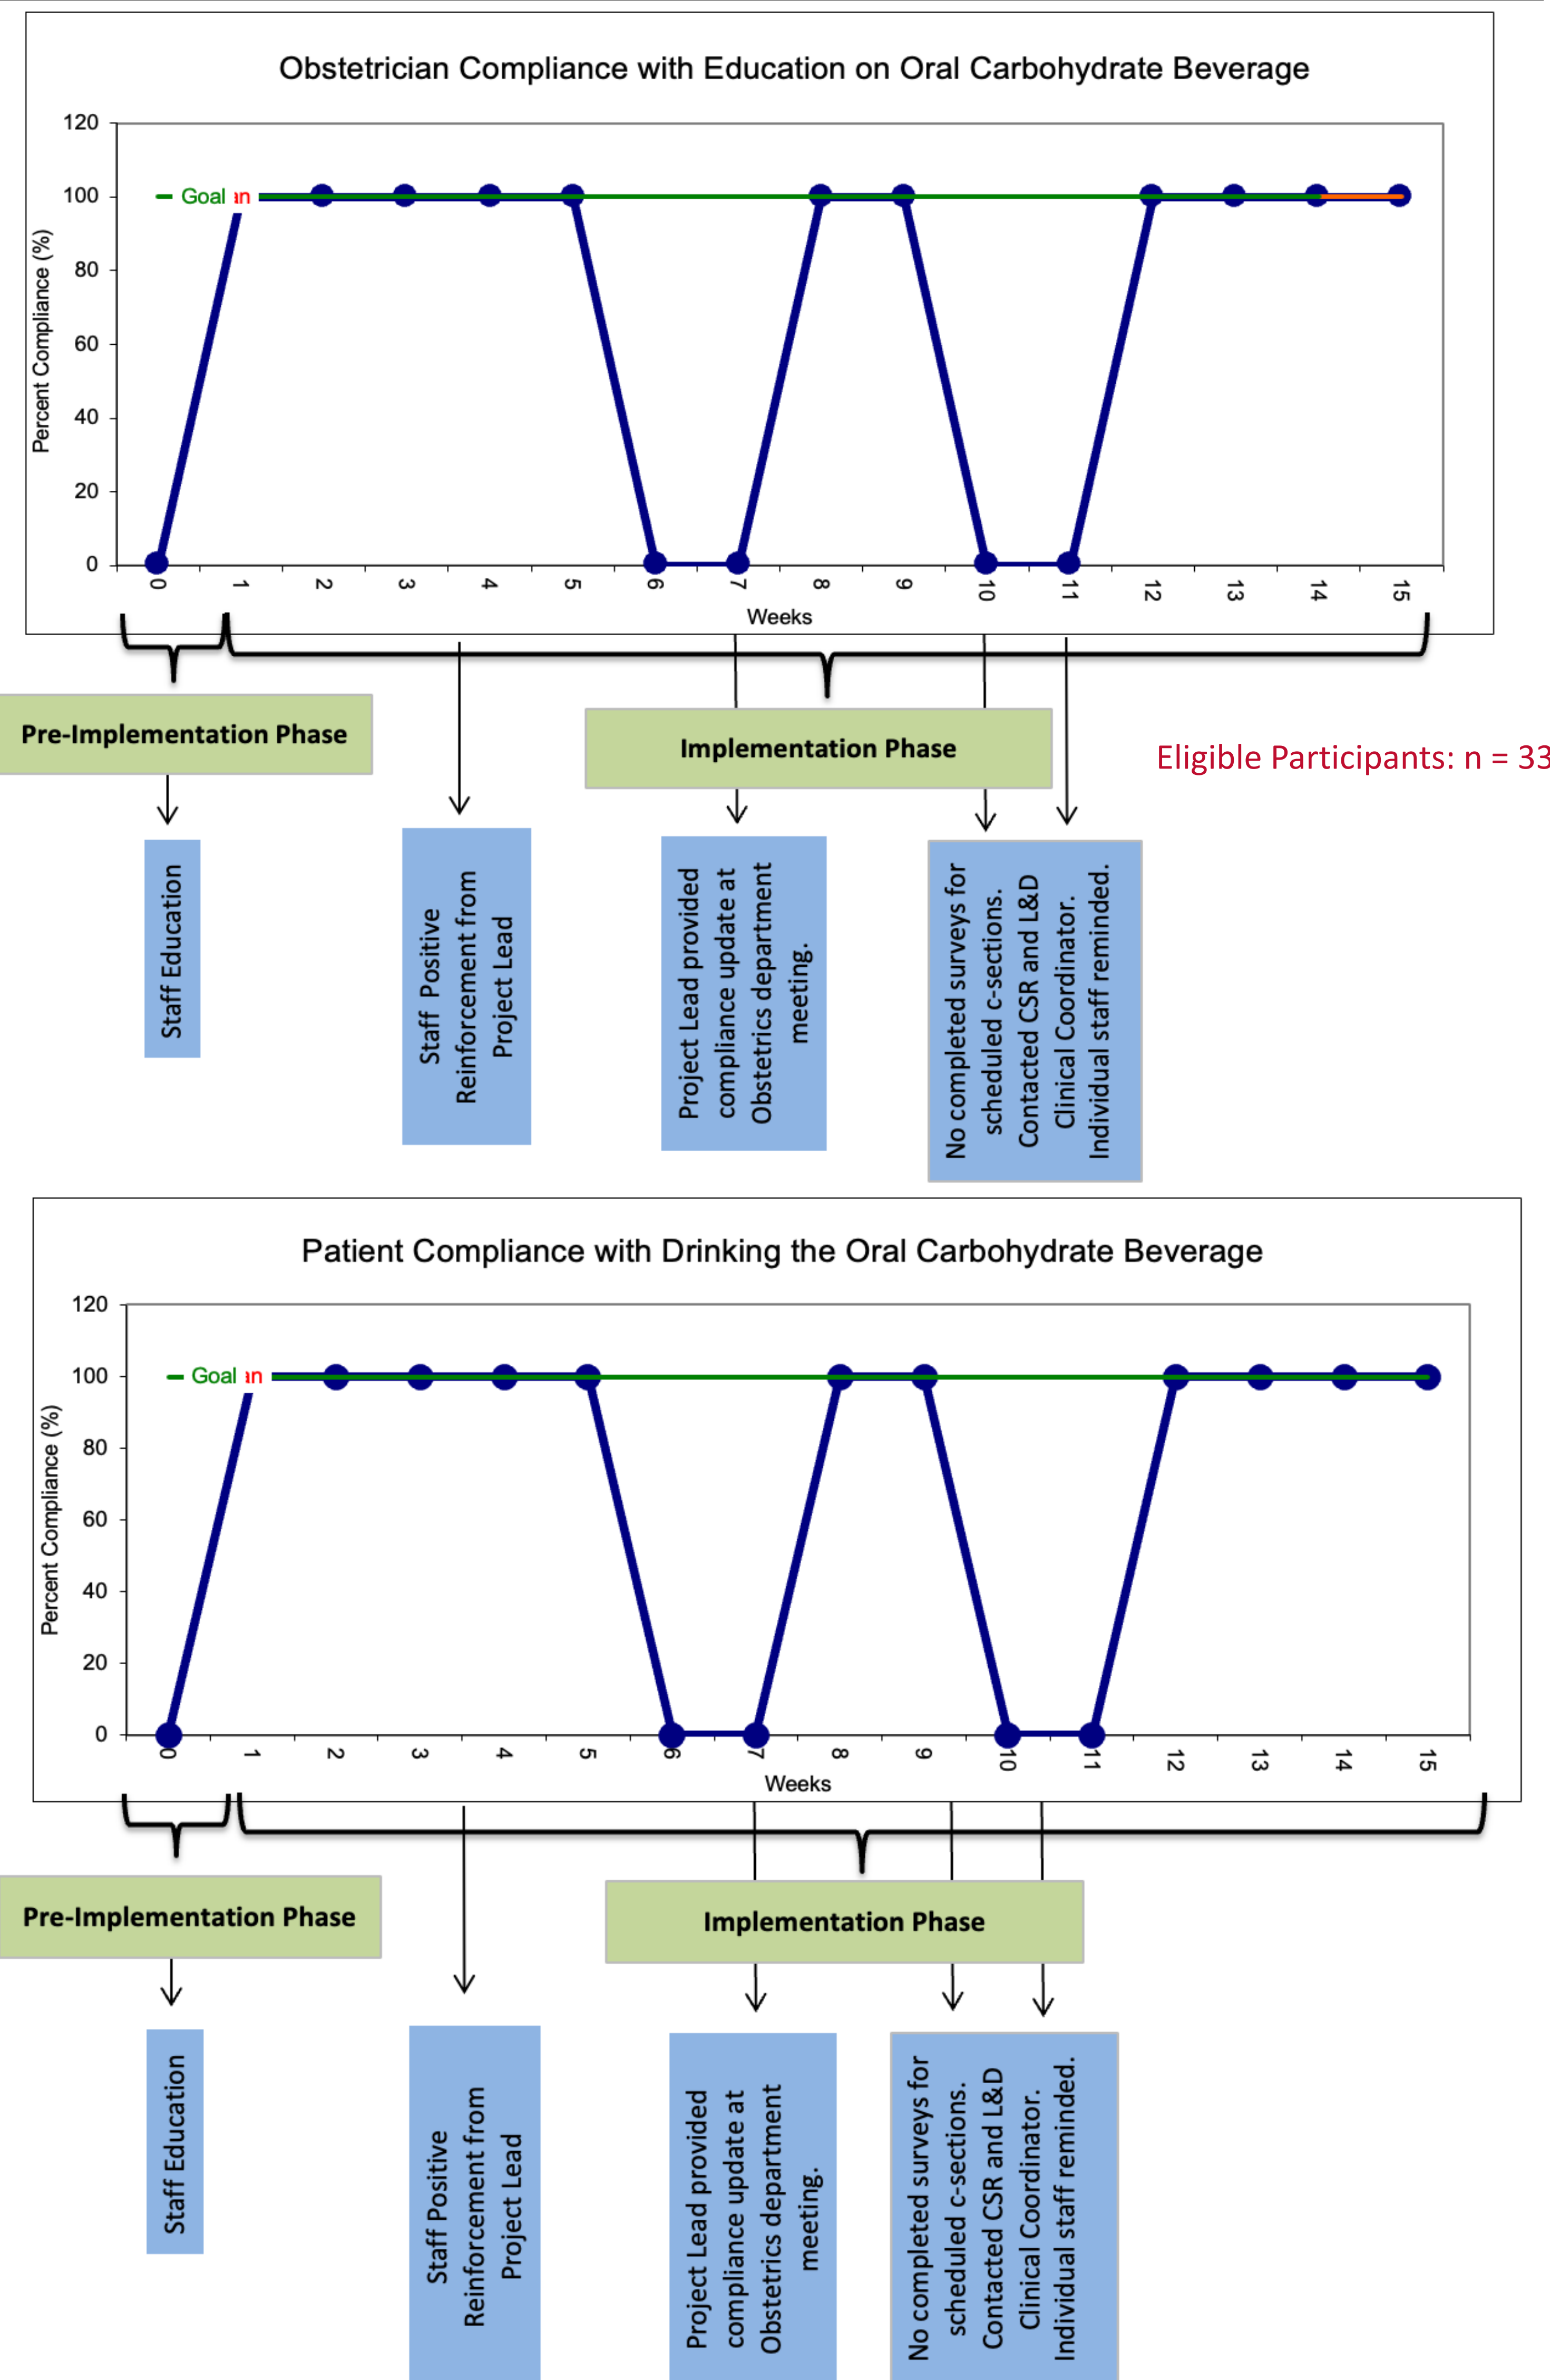 Obstetrician Compliance with Education on Oral Carbohydrate Beverage
120
100
80
60
40
20
0
Percent Compliance (%)
Goal
0 1 2 3 4 5 6 7 8 9 10 11 12 13 14 15
Weeks
Pre-Implementation Phase
Implementation Phase
Eligible Participants: n = 33
Staff Education
Staff Positive
Reinforcement from
Project Lead
Project Lead provided
compliance update at
Obstetrics department
meeting.
No completed surveys for
scheduled c-sections.
Contacted CSR and L&D
Clinical Coordinator.
Individual staff reminded.
Patient Compliance with Drinking the Oral Carbohydrate Beverage
120
100
80
60
40
20
0
Percent Compliance (%)
Goal
0 1 2 3 4 5 6 7 8 9 10 11 12 13 14 15
Weeks
Pre-Implementation Phase
Implementation Phase
Staff Education
Staff Positive
Reinforcement from
Project Lead
Project Lead provided
compliance update at
Obstetrics department
meeting.
No completed surveys for
scheduled c-sections.
Contacted CSR and L&D
Clinical Coordinator.
Individual staff reminded.